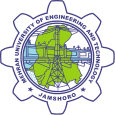 MEHRAN UNIVERSITY OF ENGINEERING AND TECHNOLOGY
JAMSHORO